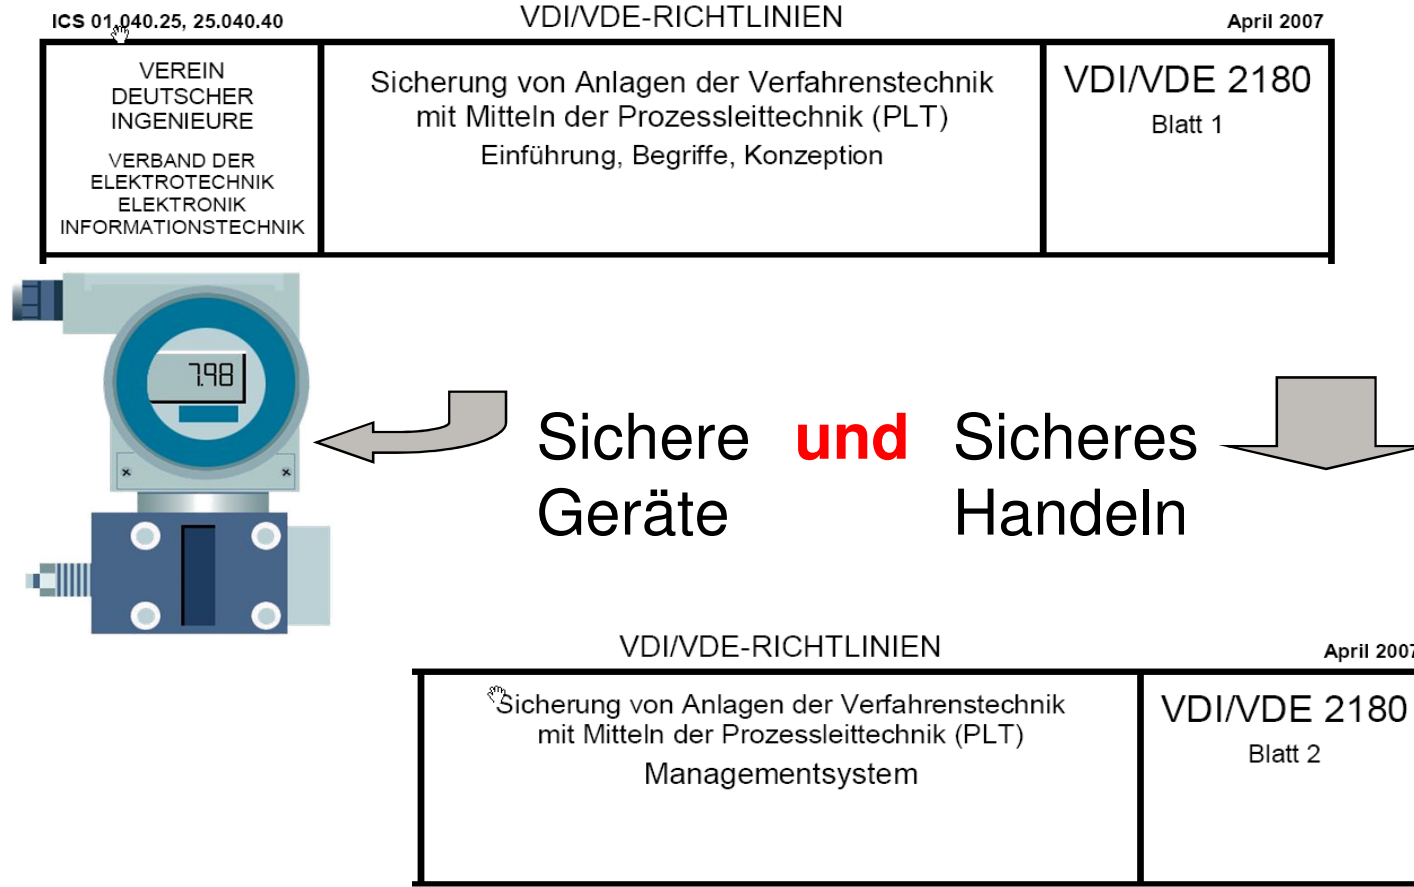 ICS 01.040.25, 25.040.40
VDI/VDE-RICHTLINIEN
April 2007
VEREIN
DEUTSCHER
INGENIEURE
VERBAND DER
ELEKTROTECHNIK
ELEKTRONIK
INFORMATIONSTECHNIK
Sicherung von Anlagen der Verfahrenstechnik
mit Mitteln der Prozessleittechnik (PLT)
Einführung, Begriffe, Konzeption
VDI/VDE 2180
Blatt 1
7.98
Sichere und Sicheres
Geräte Handeln
VDI/VDE-RICHTLINIEN
April 2007
Sicherung von Anlagen der Verfahrenstechnik
mit Mitteln der Prozessleittechnik (PLT)
Managementsystem
VDI/VDE 2180
Blatt 2